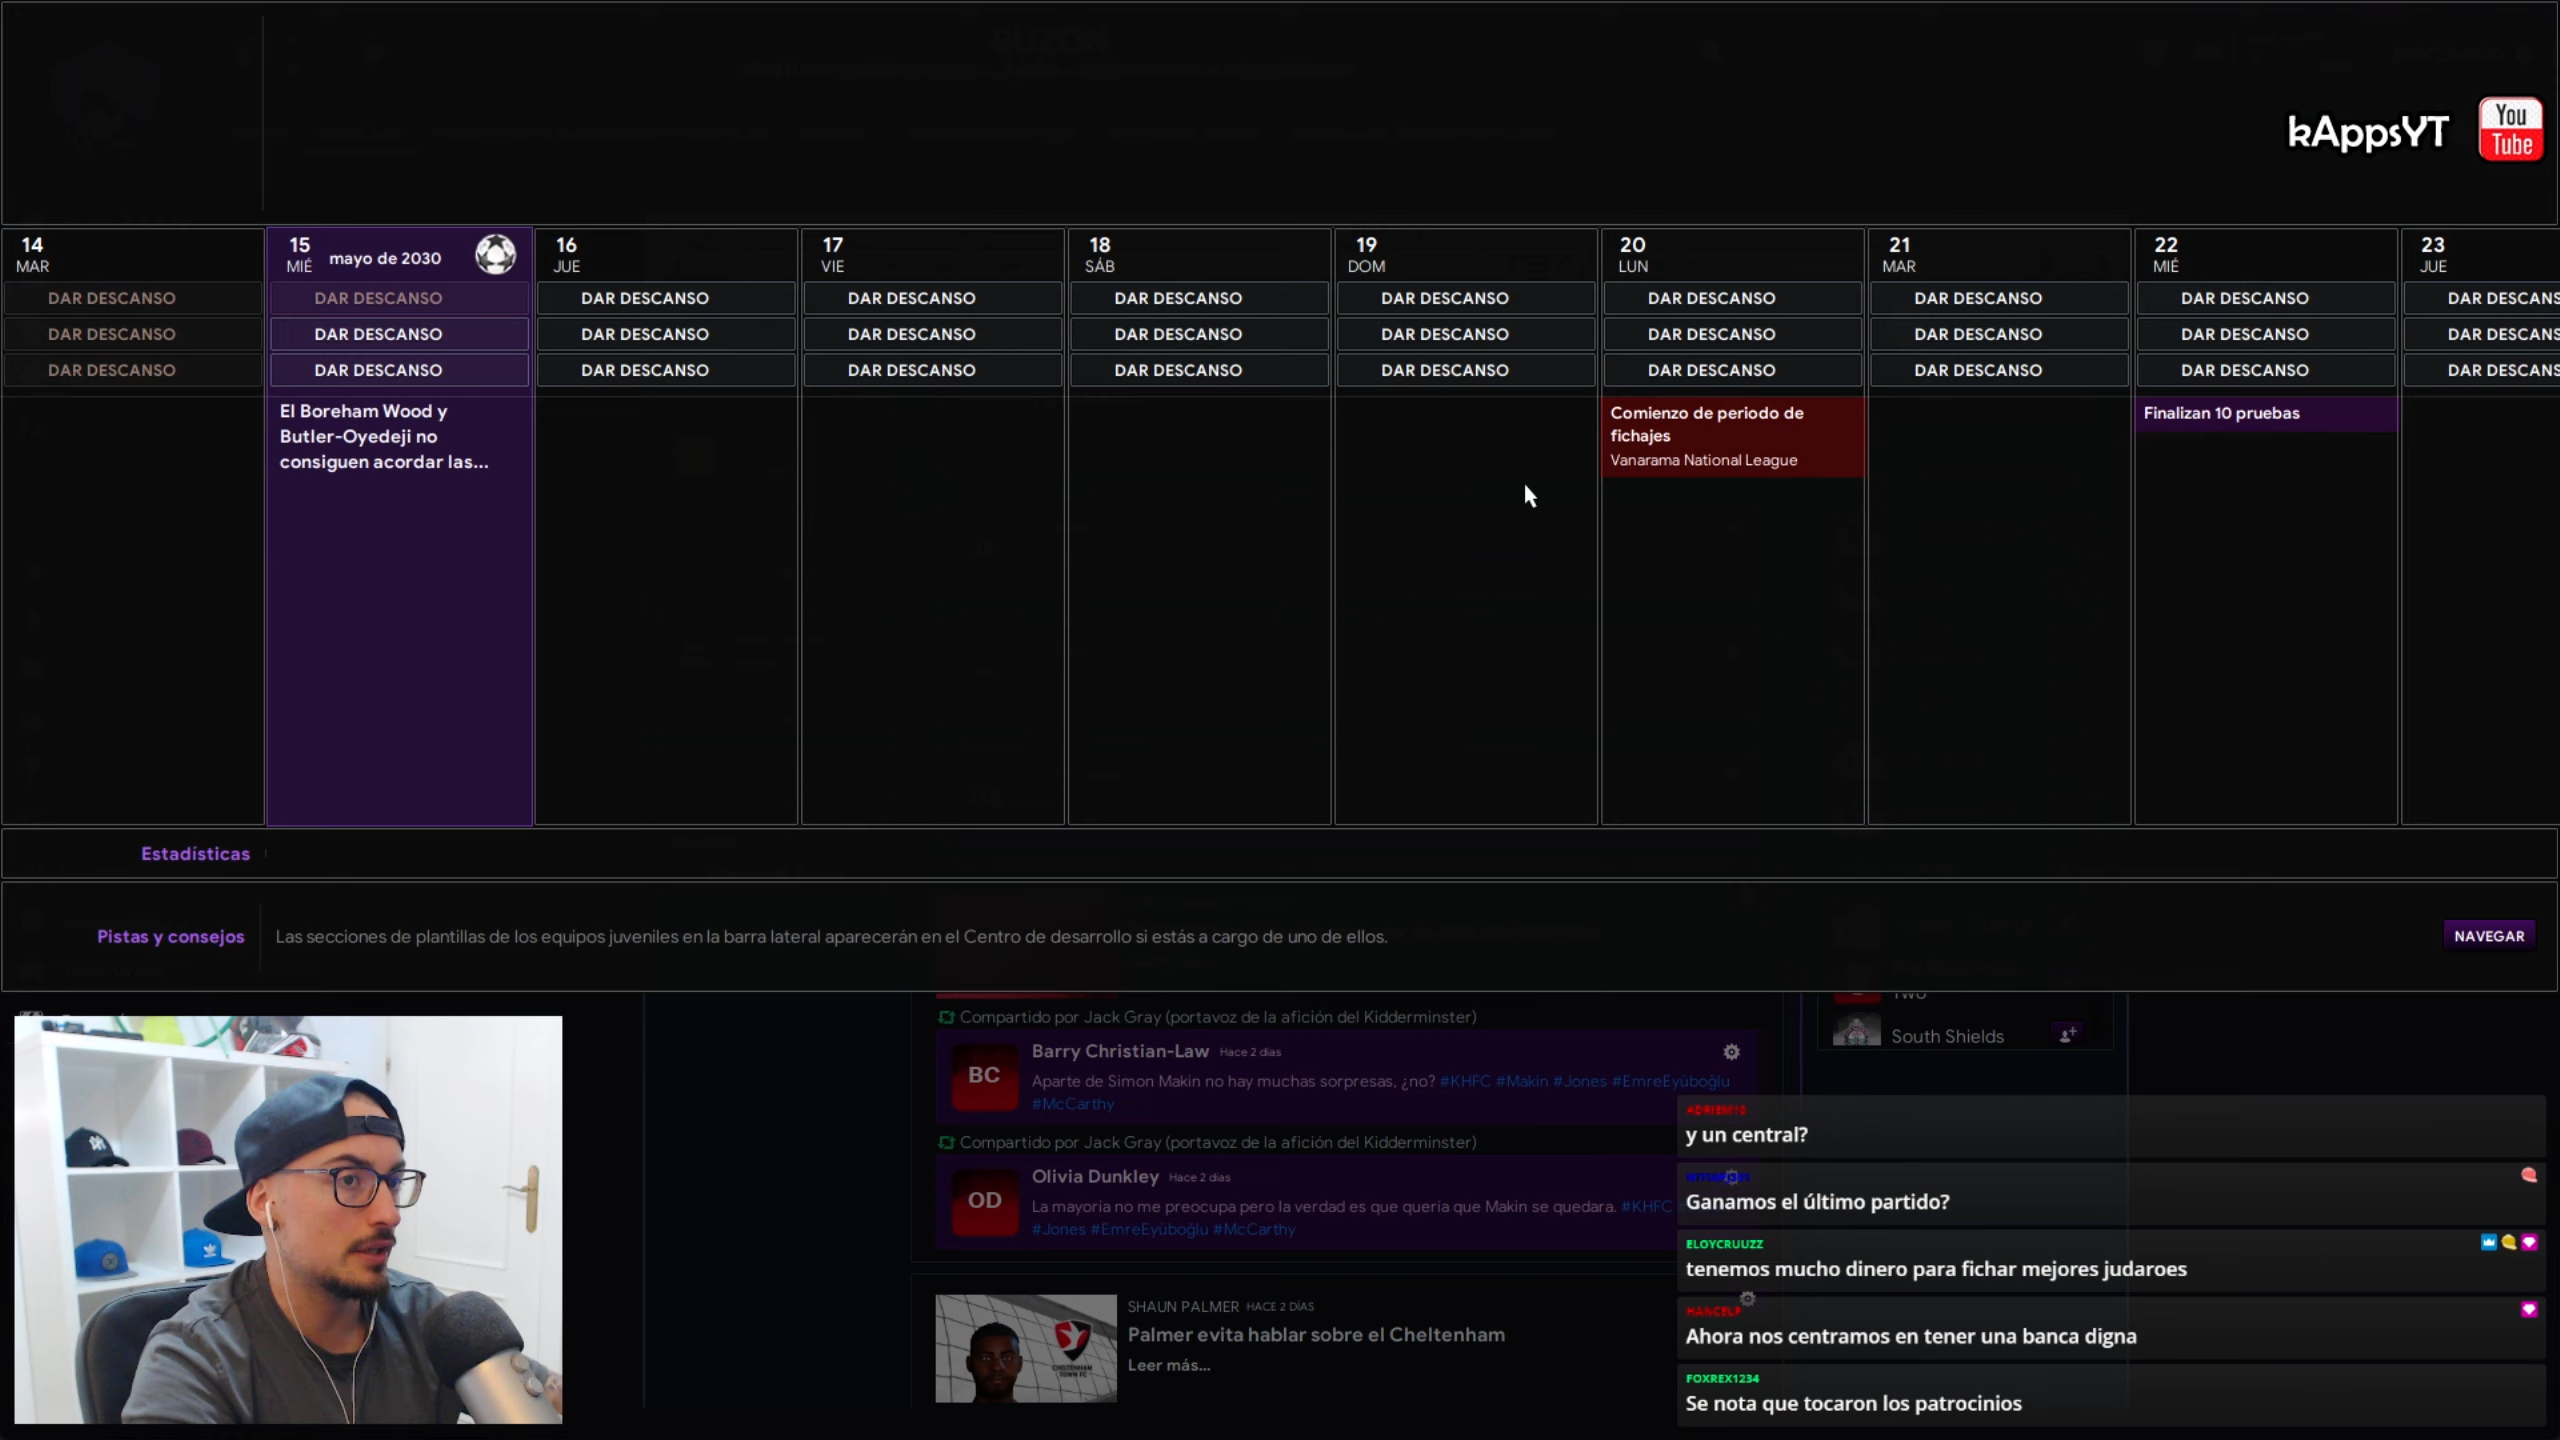 kAppsYT
You
Tube
14
MAR
15
MIÉ
mayo de 2030
16
JUE
17
VIE
18
SÁB
19
DOM
20
LUN
21
MAR
22
MIÉ
23
JUE
DAR DESCANSO DAR DESCANSO DAR DESCANSO DAR DESCANSO DAR DESCANSO DAR DESCANSO DAR DESCANSO DAR DESCANSO DAR DESCANSO DAR DESCANS
DAR DESCANSO DAR DESCANSO DAR DESCANSO DAR DESCANSO DAR DESCANSO DAR DESCANSO DAR DESCANSO DAR DESCANSO DAR DESCANSO DAR DESCANS
DAR DESCANSO DAR DESCANSO DAR DESCANSO DAR DESCANSO DAR DESCANSO DAR DESCANSO DAR DESCANSO DAR DESCANSO DAR DESCANSO DAR DESCANS
El Boreham Wood y
Butler-Oyedeji no
consiguen acordar las...
Comienzo de periodo de
fichajes
Vanarama National League
Finalizan 10 pruebas
Estadísticas
Pistas y consejos
Las secciones de plantillas de los equipos juveniles en la barra lateral aparecerán en el Centro de desarrollo si estás a cargo de uno de ellos.
NAVEGAR
Compartido por Jack Gray (portavoz de la afición del Kidderminster)
BC
Barry Christian-Law Hace 2 días
Aparte de Simon Makin no hay muchas sorpresas, ¿no? #KHFC #Makin #Jones #EmreEyüboğlu
#McCarthy
Compartido por Jack Gray (portavoz de la afición del Kidderminster)
OD
Olivia Dunkley Hace 2 días
La mayoría no me preocupa pero la verdad es que quería que Makin se quedara. #KHFC
#Jones #EmreEyüboğlu #McCarthy
SHAUN PALMER HACE 2 DÍAS
Palmer evita hablar sobre el Cheltenham
Leer más...
CHELTENHAM
TOWN FC
South Shields
ADRIEM10
y un central?
Ganamos el último partido?
ELOYCRUUZZ
tenemos mucho dinero para fichar mejores judaroes
HANCELP
Ahora nos centramos en tener una banca digna
FOXREX1234
Se nota que tocaron los patrocinios